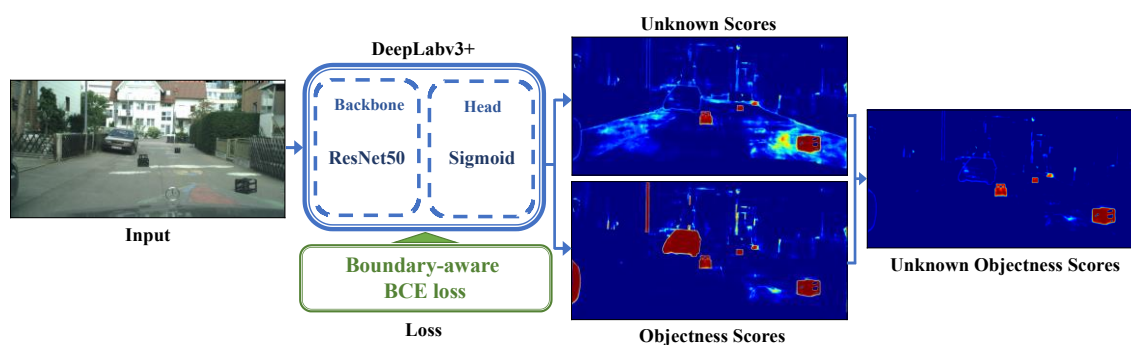 Unknown Scores
DeepLabv3+
Backbone
Head
ResNet50
Sigmoid
Input
Boundary-aware
BCE loss
Loss
Objectness Scores
Unknown Objectness Scores